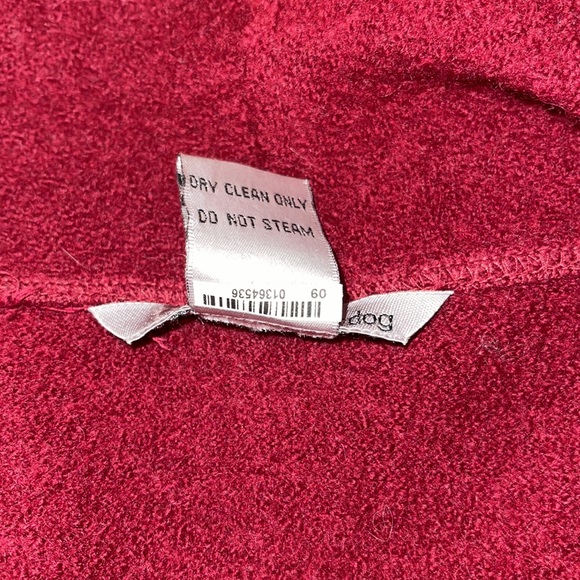 DRY CLEAN ONLY
DO NOT STEAM
09 01364536
dog